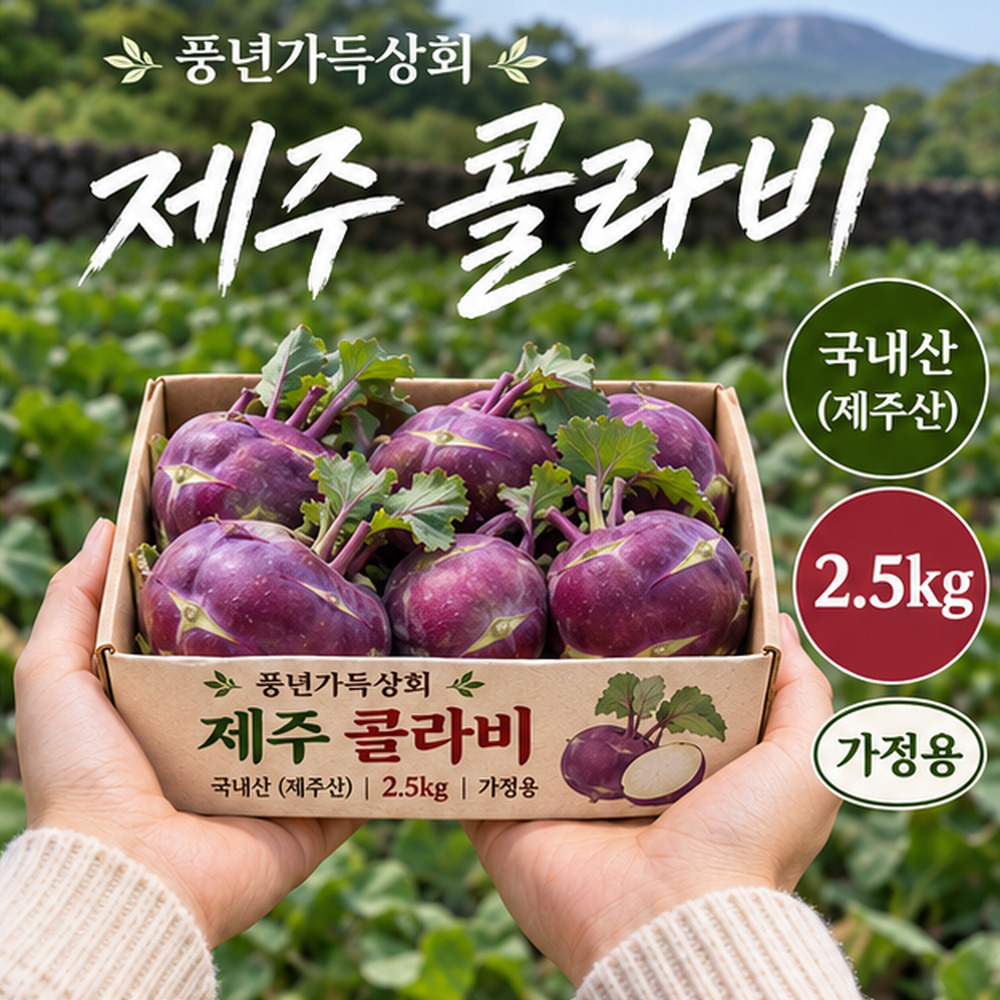 풍년가득상회
제주 콜라비
국내산
(제주산)
2.5kg
가정용
풍년가득상회
제주 콜라비
국내산 (제주산) | 2.5kg | 가정용